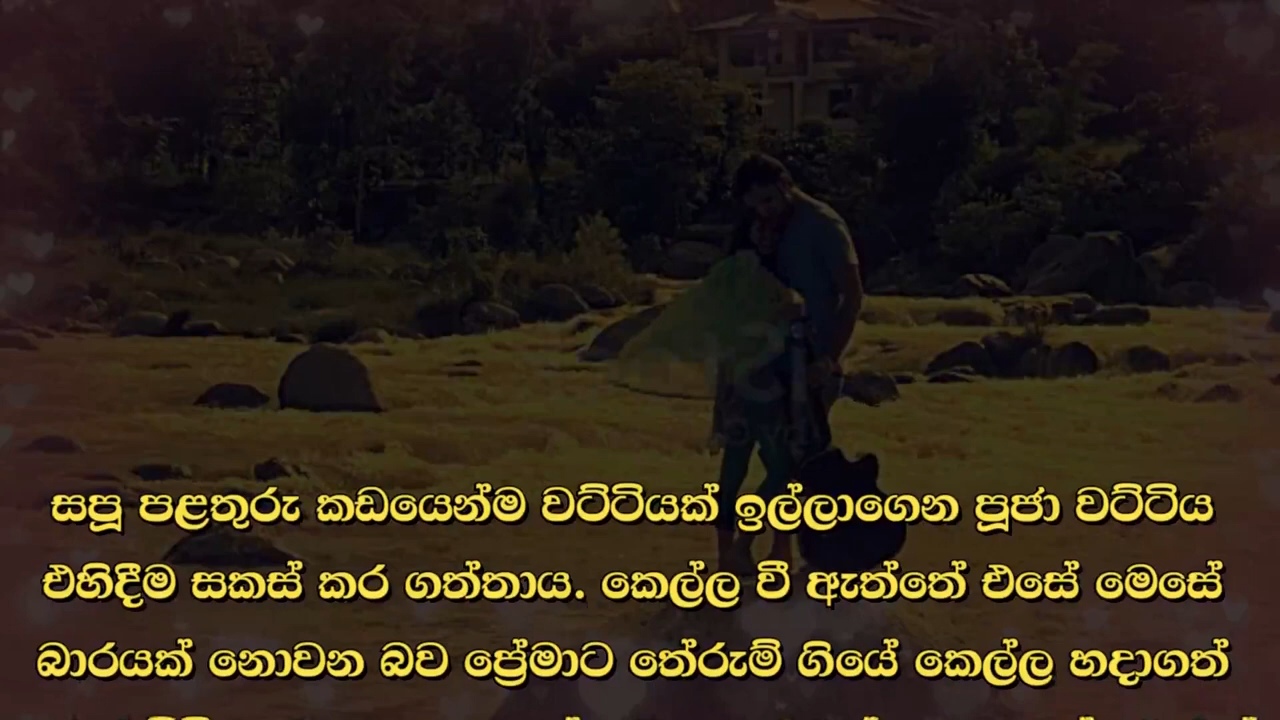 සපූ පළතුරු කඩයෙන්ම වට්ටියක් ඉල්ලාගෙන පූජා වට්ටිය
එහිදීම සකස් කර ගත්තාය. කෙල්ල වී ඇත්තේ එසේ මෙසේ
බාරයක් නොවන බව ප්‍රේමාට තේරුම් ගියේ කෙල්ල හදාගත්